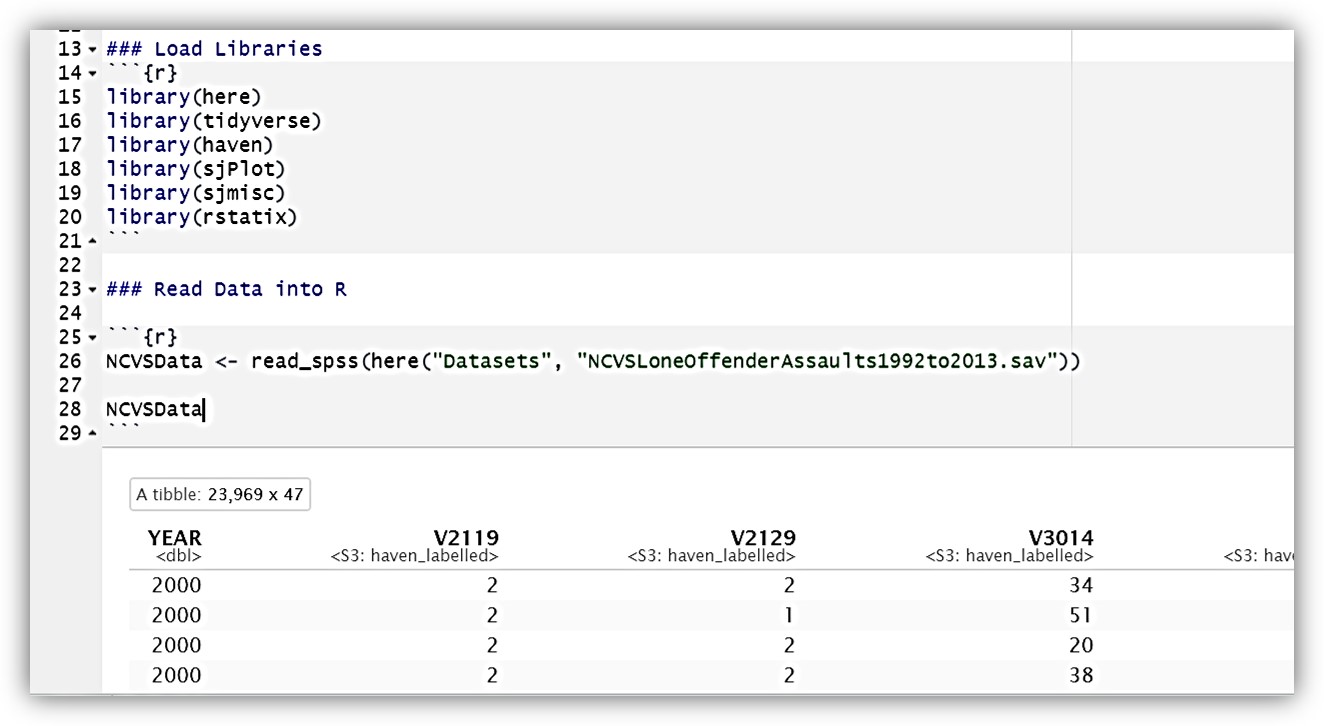 13 ### Load Libraries
14 ```{r}
15 library(here)
16 library(tidyverse)
17 library(haven)
18 library(sjPlot)
19 library(sjmisc)
20 library(rstatix)
21 ```
22
23 ### Read Data into R
24
25 ```{r}
26 NCVSData <- read_spss(here("Datasets", "NCVSLoneOffenderAssaults1992to2013.sav"))
27
28 NCVSData
29 ```
A tibble: 23,969 x 47
YEAR V2119 V2129 V3014
<dbl> <S3: haven_labelled> <S3: haven_labelled> <S3: haven_labelled> <S3: hav
2000 2 2 34
2000 2 1 51
2000 2 2 20
2000 2 2 38